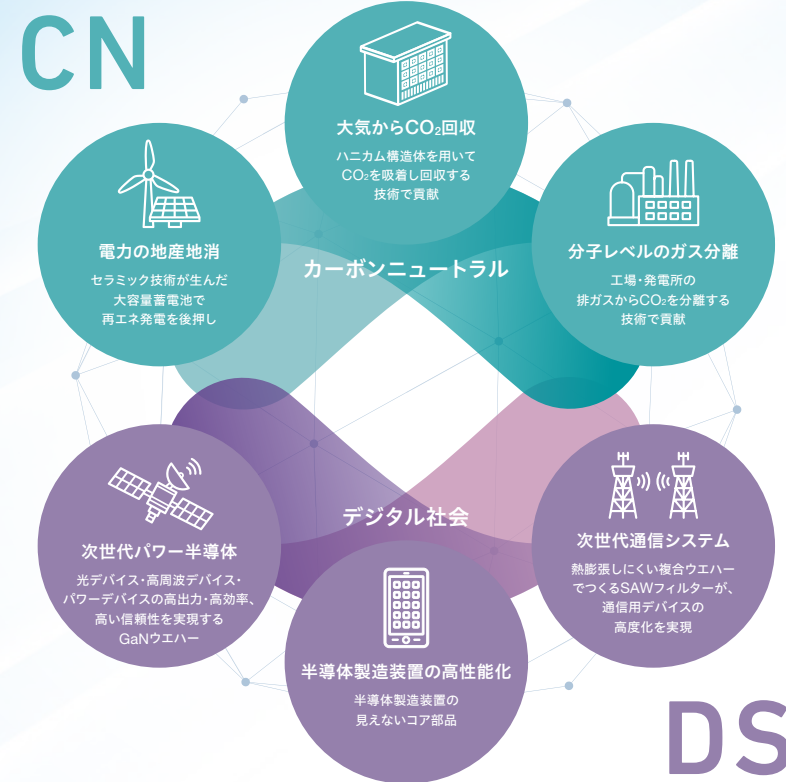 CN
大気からCO₂回収
ハニカム構造体を用いて
CO₂を吸着し回収する
技術で貢献
電力の地産地消
セラミック技術が生んだ
大容量蓄電池で
再エネ発電を後押し
カーボンニュートラル
分子レベルのガス分離
工場・発電所の
排ガスからCO₂を分離する
技術で貢献
デジタル社会
次世代パワー半導体
光デバイス・高周波デバイス・
パワーデバイスの高出力・高効率、
高い信頼性を実現する
GaNウエハー
次世代通信システム
熱膨張しにくい複合ウエハー
でつくるSAWフィルターが、
通信用デバイスの
高度化を実現
半導体製造装置の高性能化
半導体製造装置の
見えないコア部品
DS